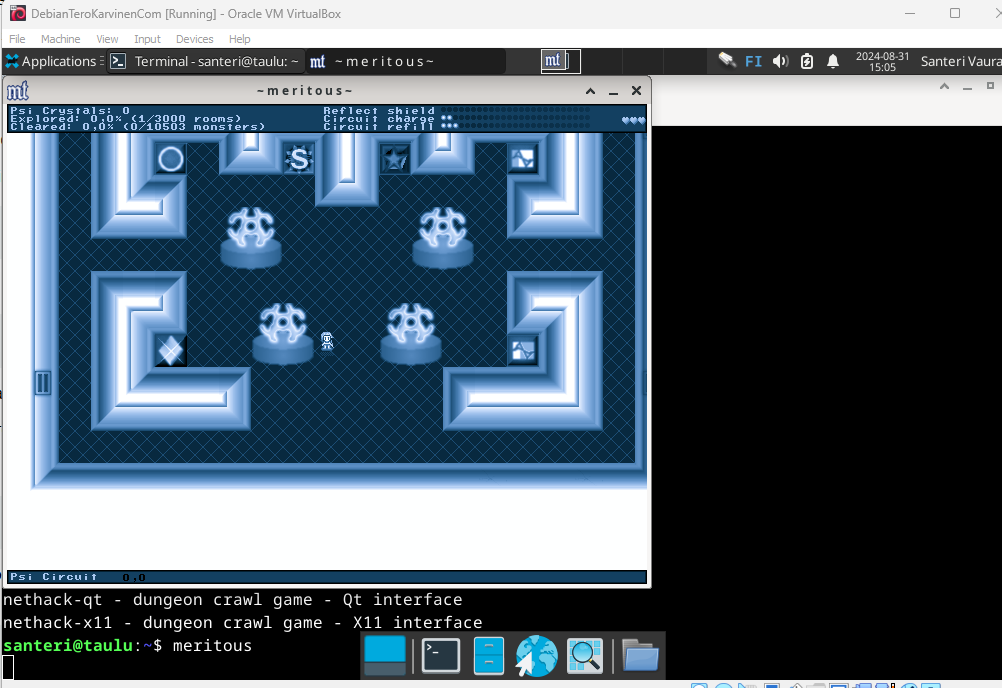 DebianTeroKarvinenCom [Running] - Oracle VM VirtualBox
File Machine View Input Devices Help
Applications Terminal - santeri@taulu: ~ mt ~meritous~ mt FI 2024-08-31 15:05 Santeri Vaura
mt ~meritous~
Psi Crystals: 0 Reflect shield
Explored: 0,0% (1/3000 rooms) Circuit charge
Cleared: 0,0% (0/10503 monsters) Circuit refill
S
Psi Circuit 0,0
nethack-qt - dungeon crawl game - Qt interface
nethack-x11 - dungeon crawl game - X11 interface
santeri@taulu:~$ meritous